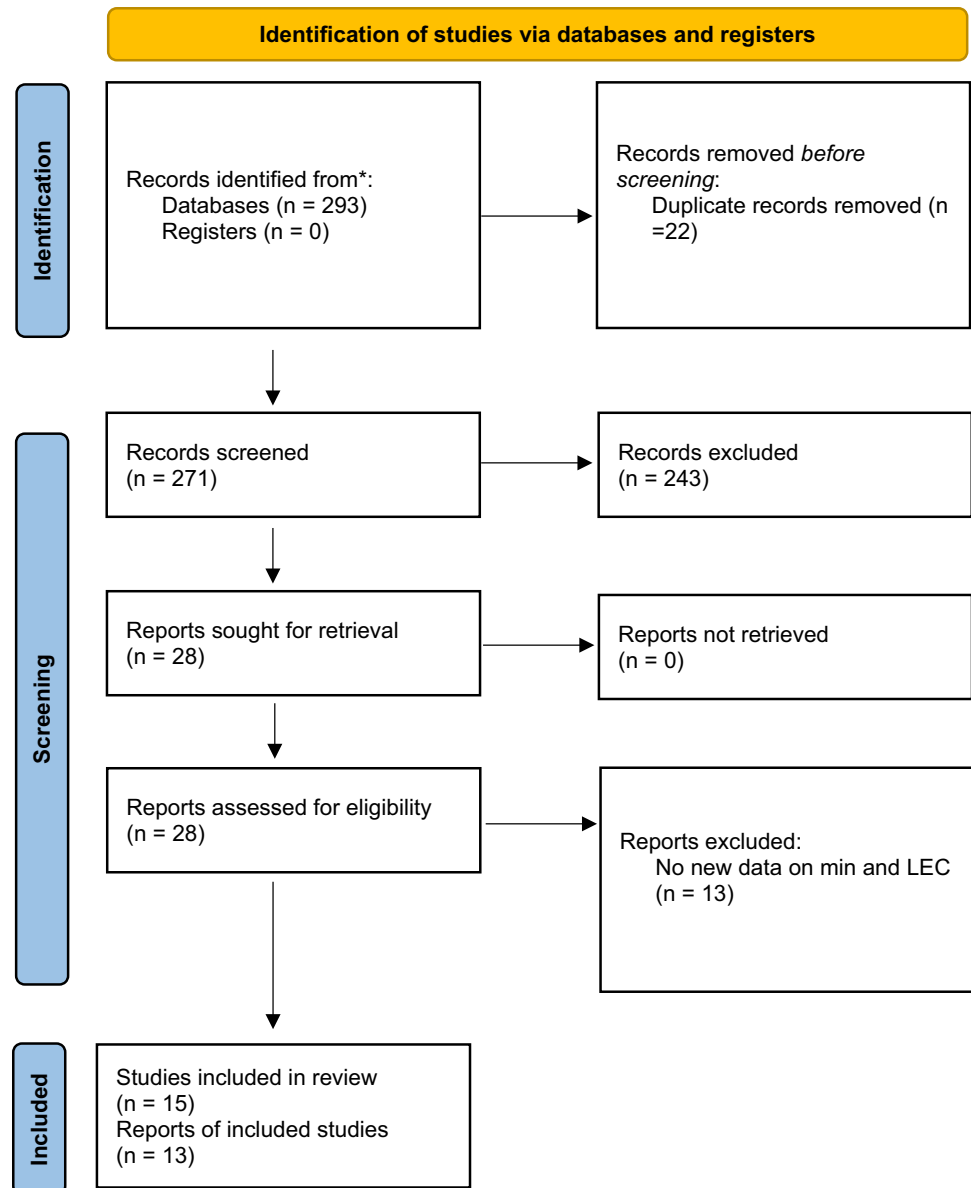 Identification of studies via databases and registers
Identification
Records identified from*:
Databases (n = 293)
Registers (n = 0)
Records removed before
screening:
Duplicate records removed (n
=22)
Screening
Records screened
(n = 271)
Records excluded
(n = 243)
Reports sought for retrieval
(n = 28)
Reports not retrieved
(n = 0)
Reports assessed for eligibility
(n = 28)
Reports excluded:
No new data on min and LEC
(n = 13)
Included
Studies included in review
(n = 15)
Reports of included studies
(n = 13)